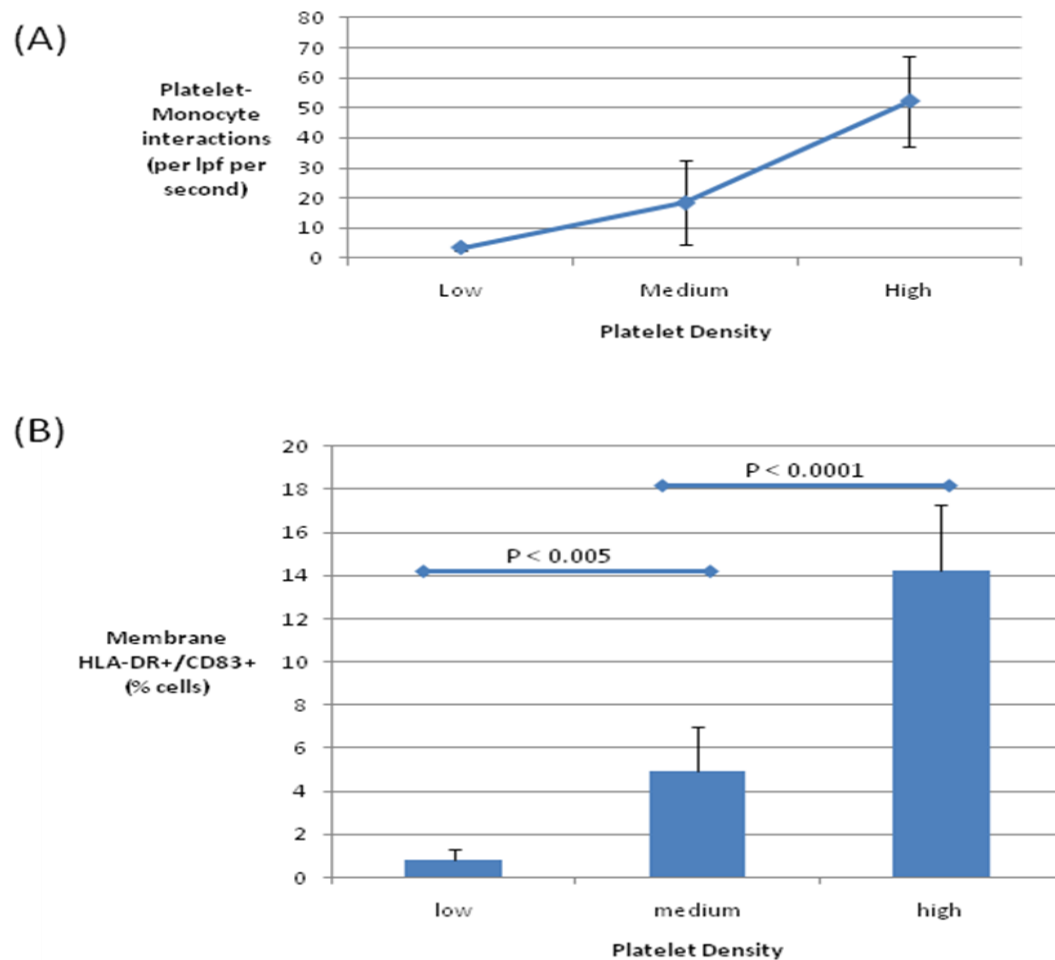 (A)
Platelet-
Monocyte
interactions
(per lpf per
second)
80
70
60
50
40
30
20
10
0
Low Medium High
Platelet Density
(B)
Membrane
HLA-DR+/CD83+
(% cells)
20
18
16
14
12
10
8
6
4
2
0
P < 0.0001
P < 0.005
low medium high
Platelet Density